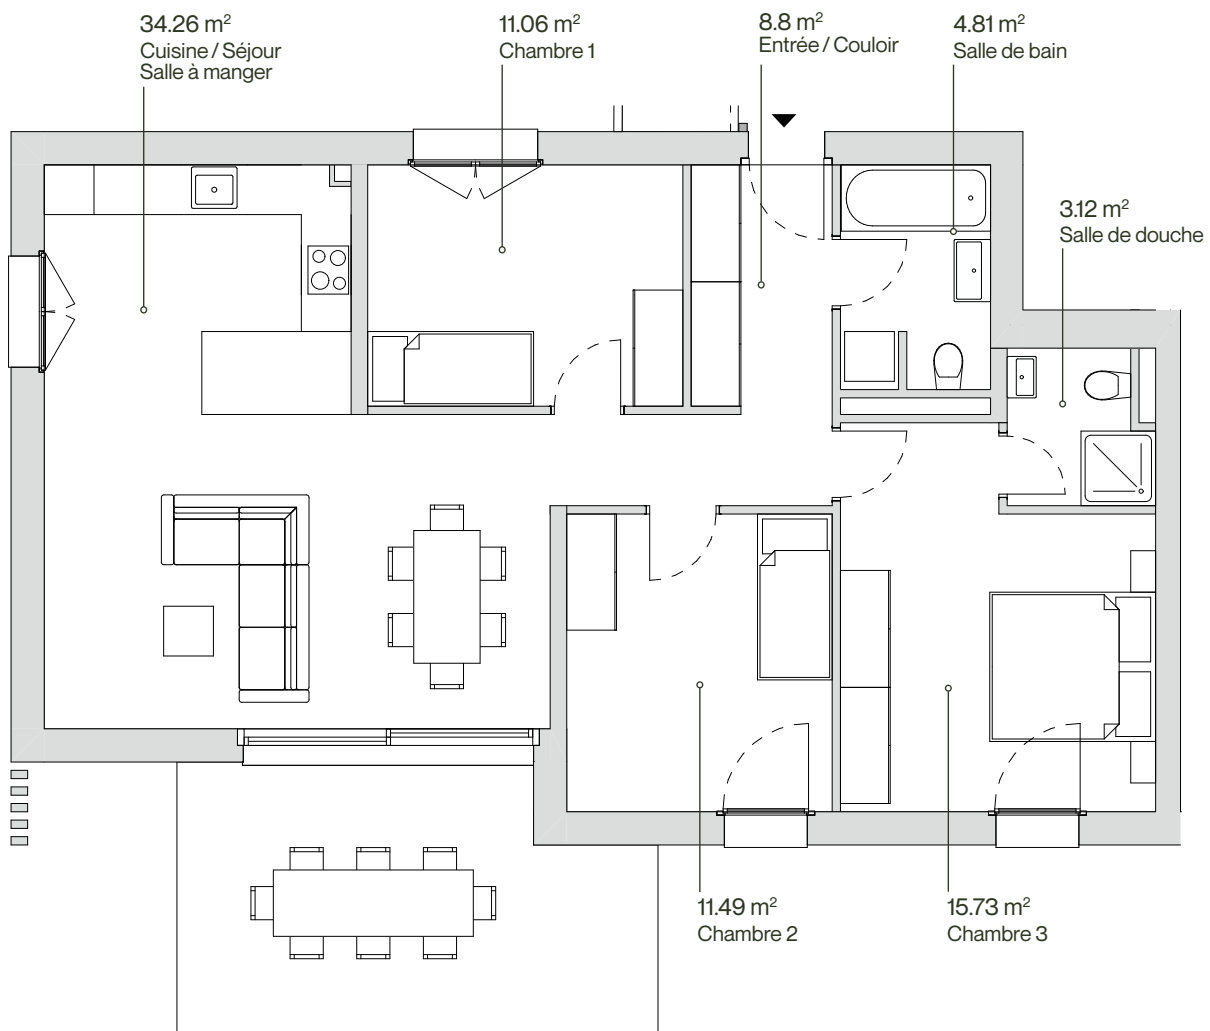 34.26 m²
Cuisine / Séjour
Salle à manger
11.06 m²
Chambre 1
8.8 m²
Entrée / Couloir
4.81 m²
Salle de bain
3.12 m²
Salle de douche
11.49 m²
Chambre 2
15.73 m²
Chambre 3